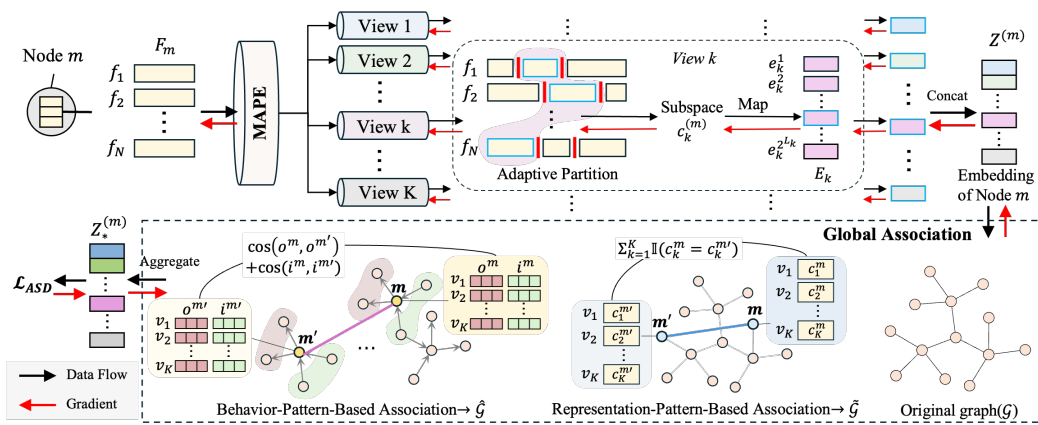 Node m
F_m
f_1
f_2
f_N
MAPE
View 1
View 2
View k
View K
f_1
f_2
f_N
Adaptive Partition
View k
Subspace
c_k^{(m)}
Map
e_k^1
e_k^2
e_k^{2^{L_k}}
E_k
Concat
Z^{(m)}
Embedding
of Node m
Global Association
Z_*^{(m)}
Aggregate
ℒ_{ASD}
Data Flow
Gradient
cos(o^m, o^{m'})
+cos(i^m, i^{m'})
o^{m'} i^{m'}
v_1
v_2
v_K
m'
m
o^m i^m
v_1
v_2
v_K
...
Behavior-Pattern-Based Association→ 𝒢̂
Σ_{k=1}^K 𝕀(c_k^m = c_k^{m'})
v_1 c_1^{m'}
v_2 c_2^{m'}
v_K c_K^{m'}
m'
m
v_1 c_1^m
v_2 c_2^m
v_K c_K^m
Representation-Pattern-Based Association→ 𝒢̃
Original graph(𝒢)